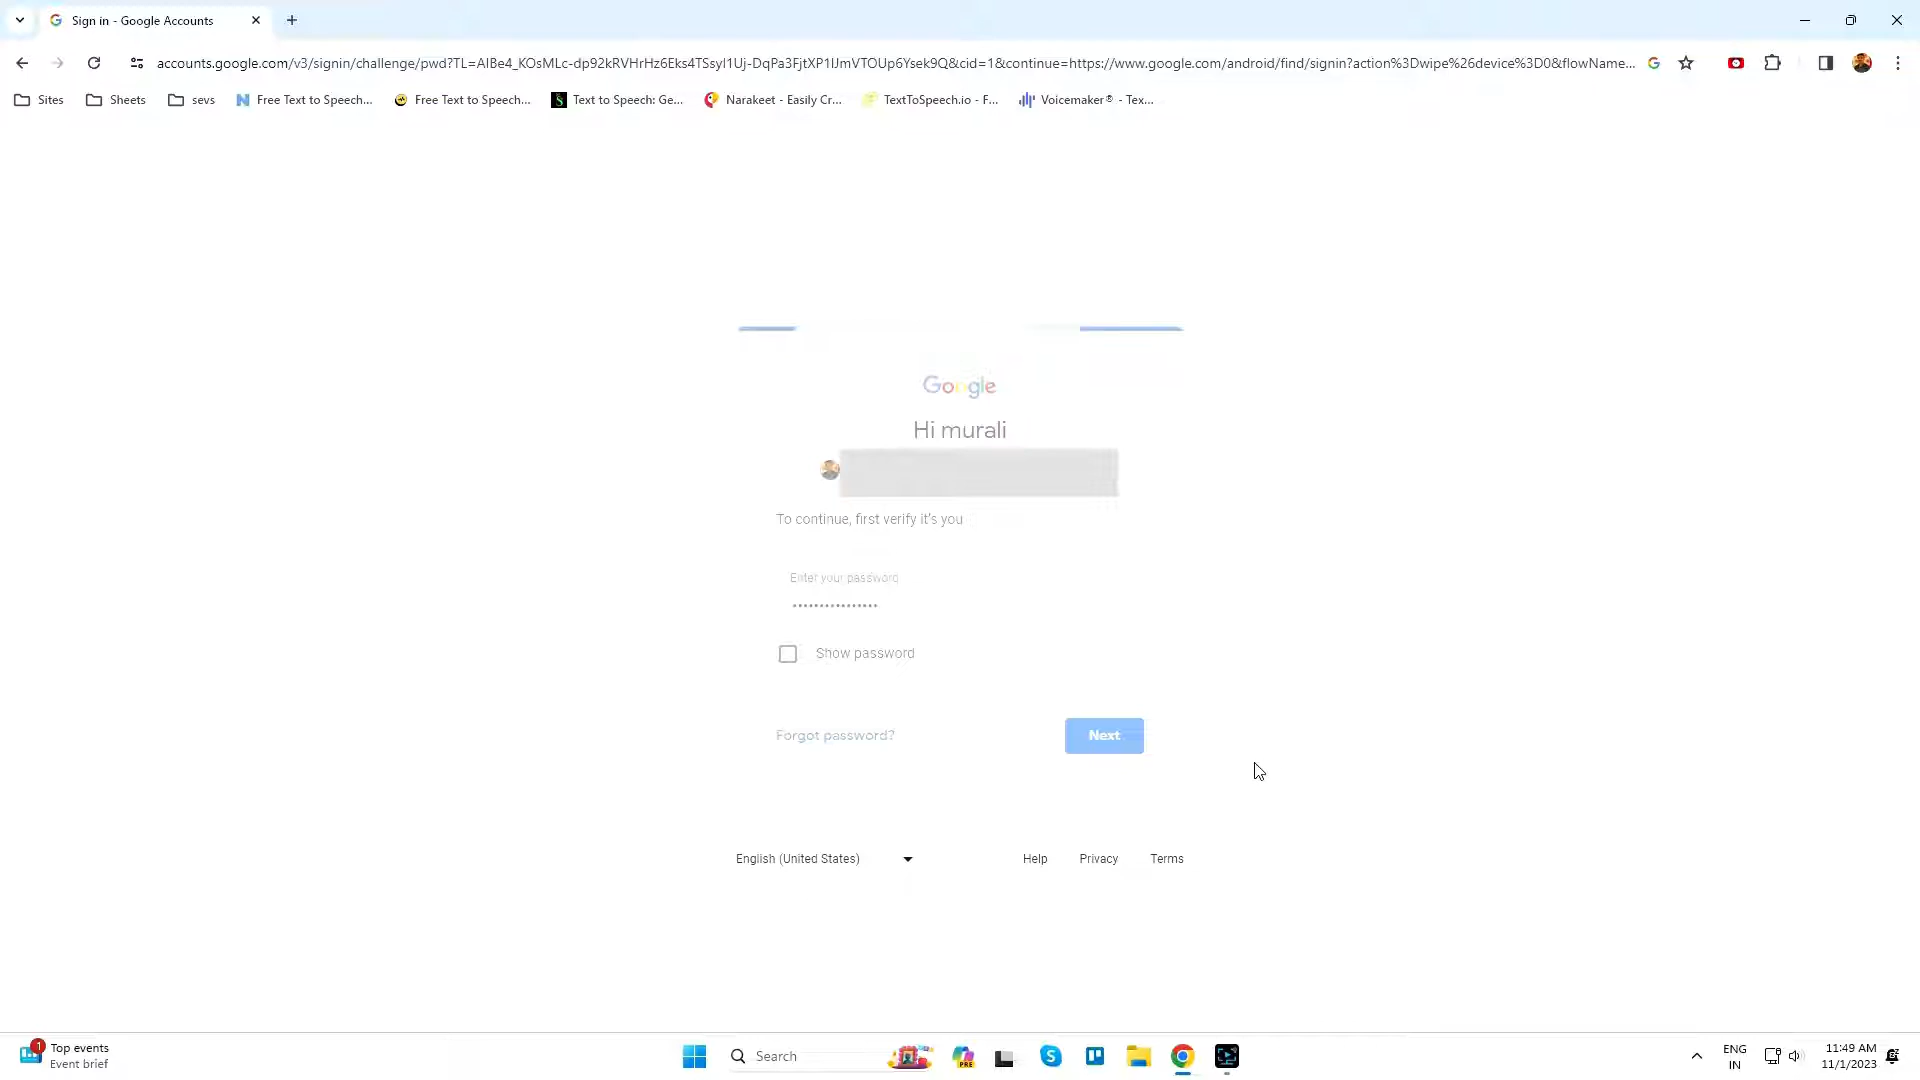 Sign in - Google Accounts
accounts.google.com/v3/signin/challenge/pwd?TL=AIBe4_KOsMLc-dp92kRVHrHz6Eks4TSsyI1Uj-DqPa3FjtXP1IJmVTOUp6Ysek9Q&cid=1&continue=https://www.google.com/android/find/signin?action%3Dwipe%26device%3D0&flowName...
Sites Sheets sevs Free Text to Speech... Free Text to Speech... Text to Speech: Ge... Narakeet - Easily Cr... TextToSpeech.io - F... Voicemaker® - Tex...
Google
Hi murali
To continue, first verify it's you
Enter your password
Show password
Forgot password? Next
English (United States) Help Privacy Terms
1 Top events
Event brief
Search
PRE
ENG
IN
11:49 AM
11/1/2023